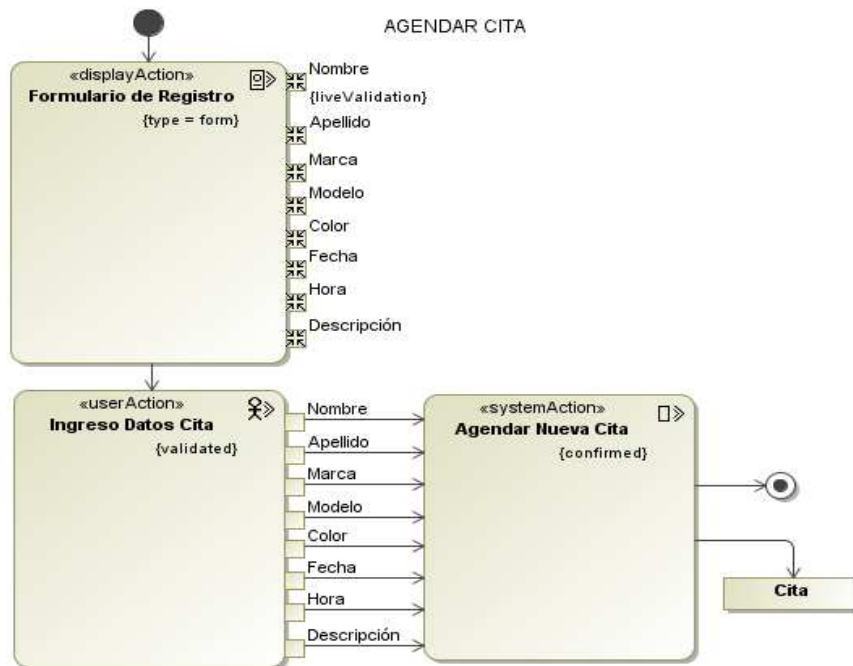 AGENDAR CITA
«displayAction»
Formulario de Registro
{type = form}
Nombre
{liveValidation}
Apellido
Marca
Modelo
Color
Fecha
Hora
Descripción
«userAction»
Ingreso Datos Cita
{validated}
Nombre
Apellido
Marca
Modelo
Color
Fecha
Hora
Descripción
«systemAction»
Agendar Nueva Cita
{confirmed}
Cita